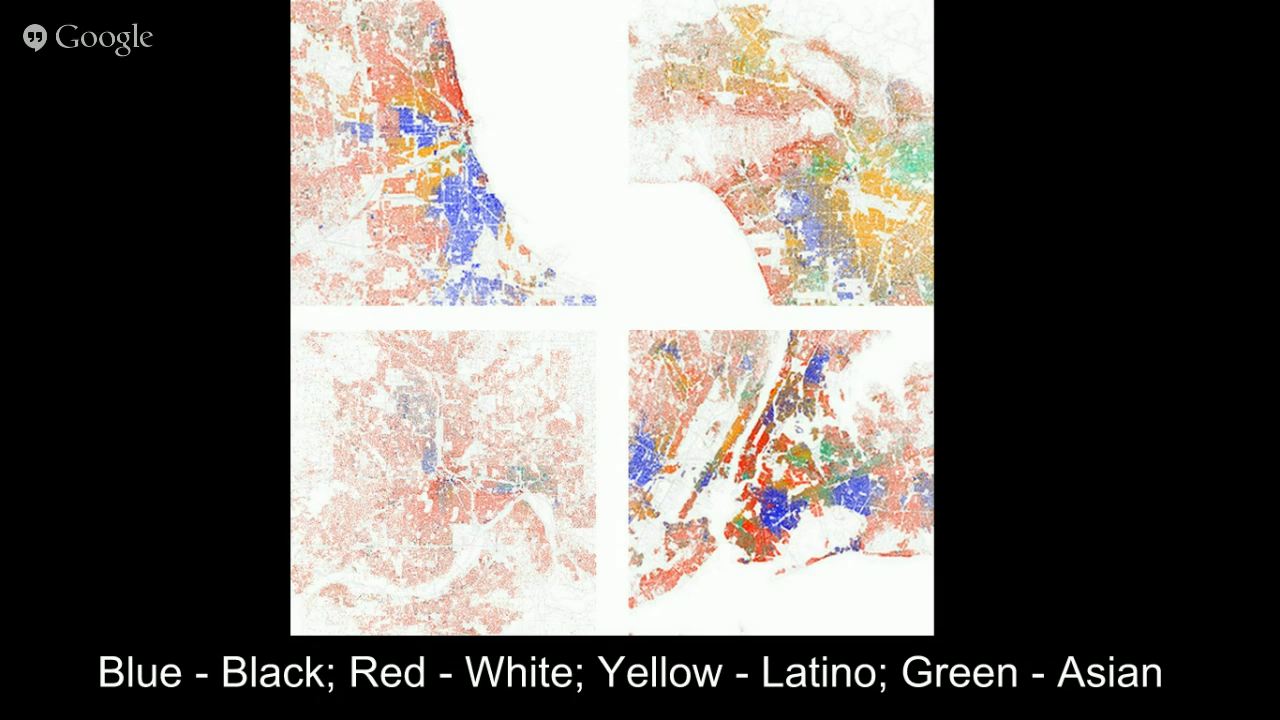 Google
Blue - Black; Red - White; Yellow - Latino; Green - Asian